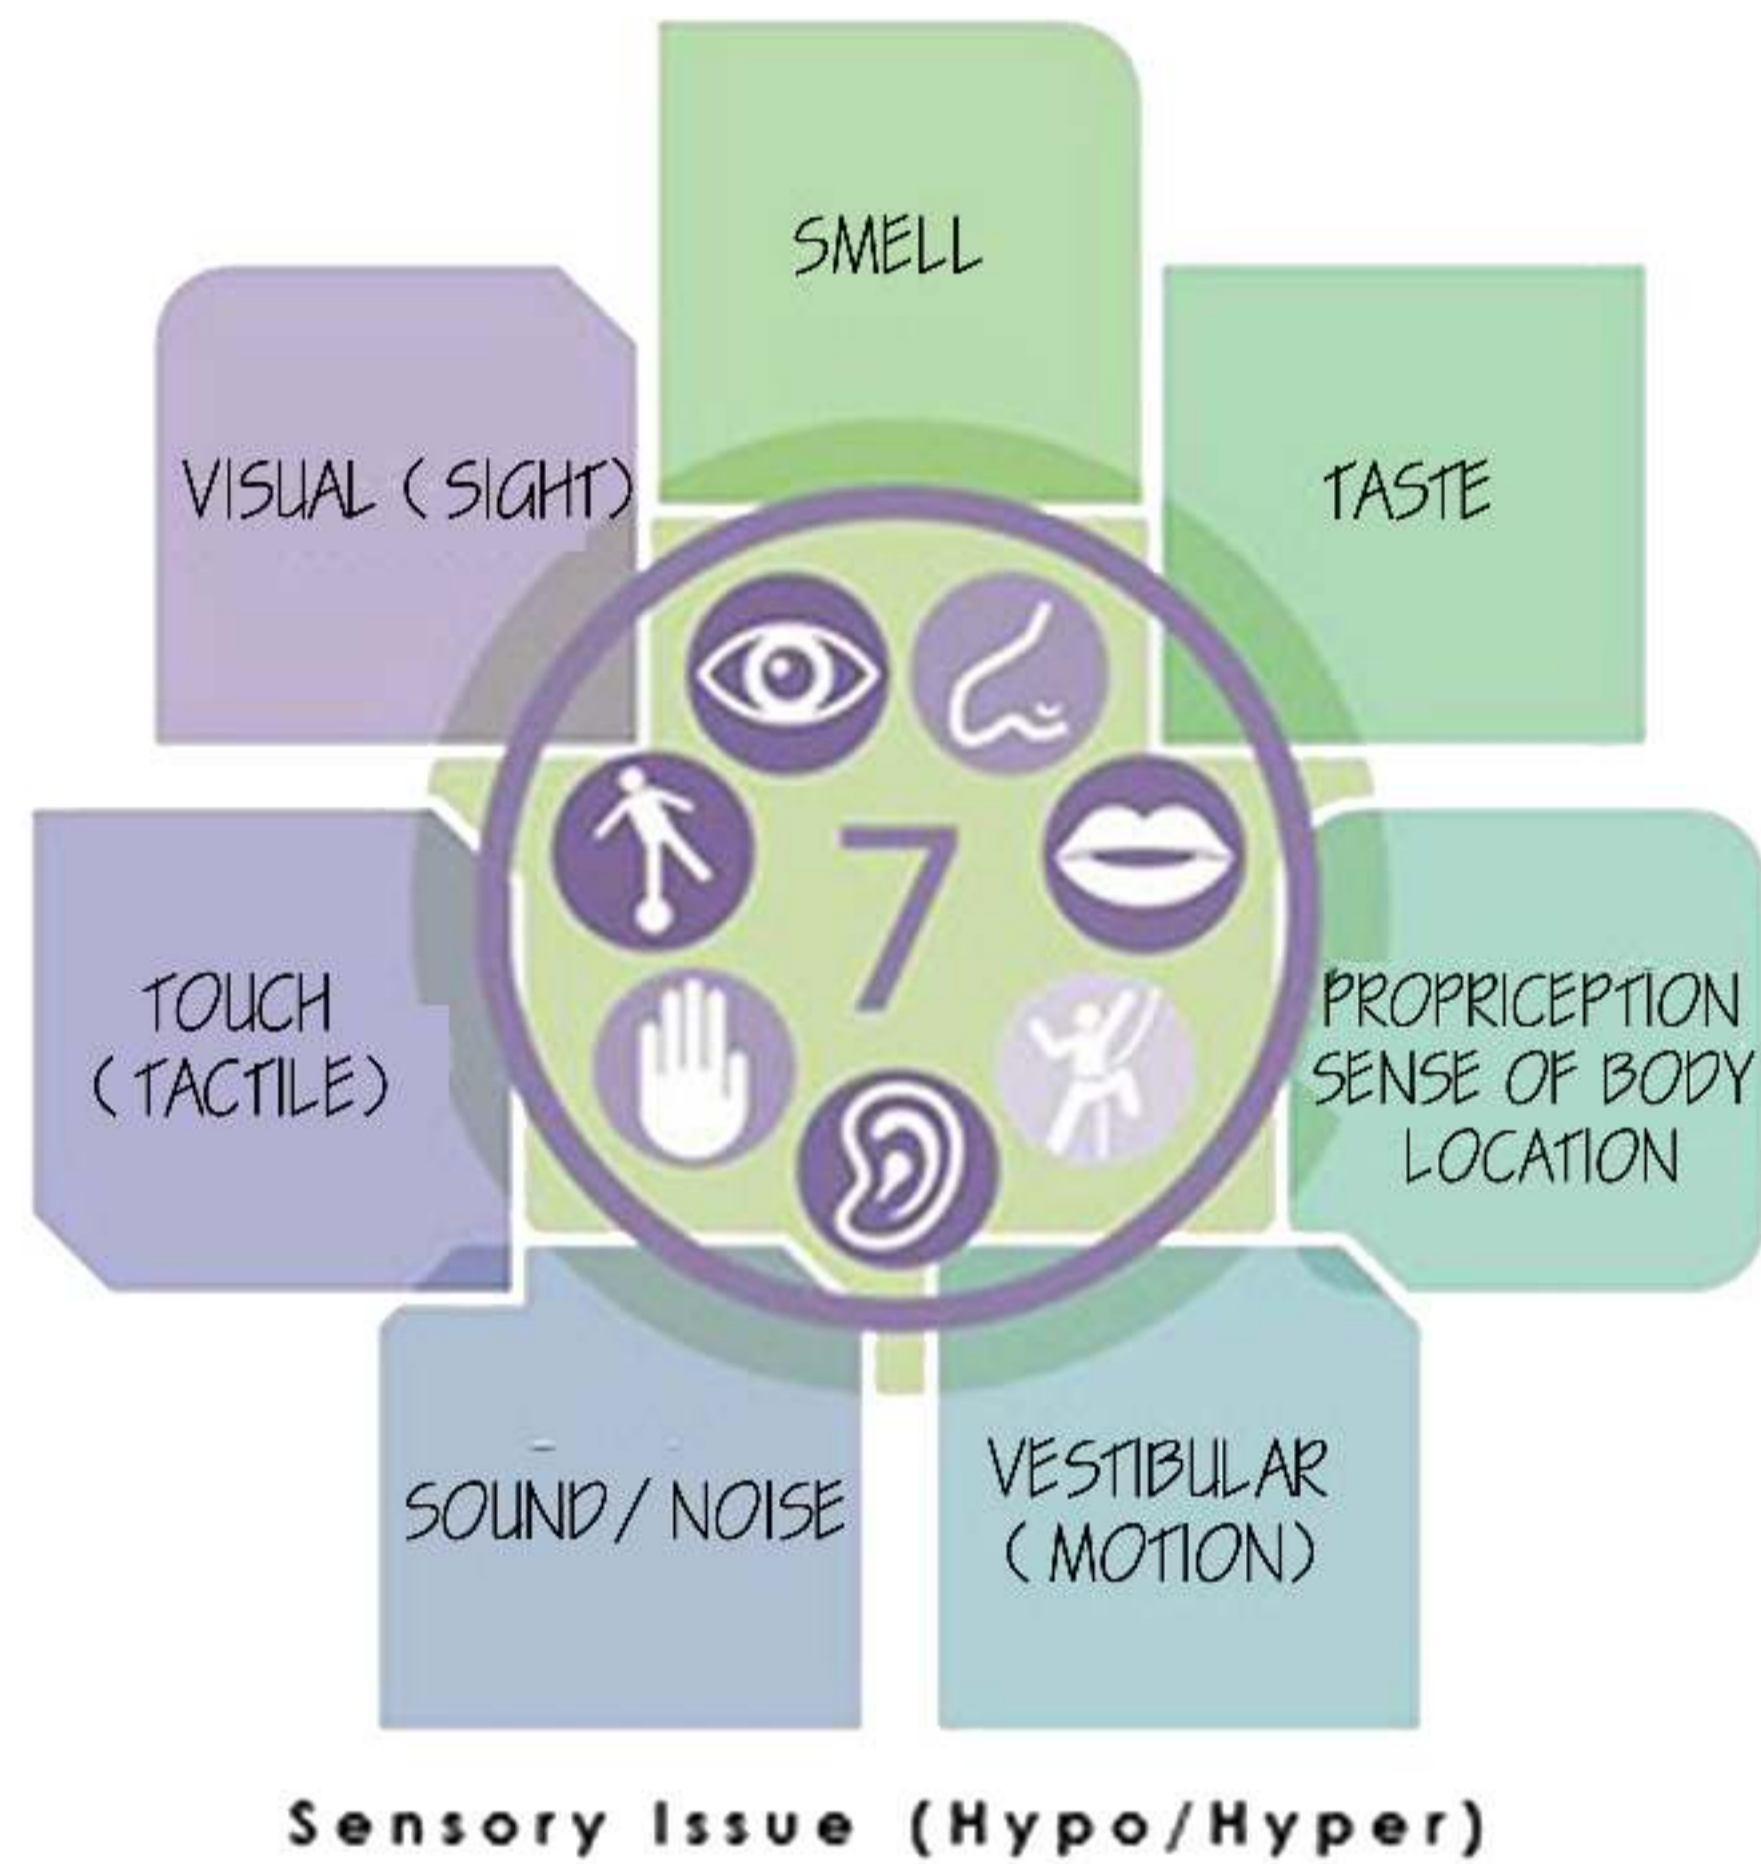 SMELL
VISUAL (SIGHT)
TASTE
7
TOUCH
(TACTILE)
PROPRICEPTION
SENSE OF BODY
LOCATION
SOUND/ NOISE
VESTIBULAR
(MOTION)
Sensory Issue (Hypo/Hyper)